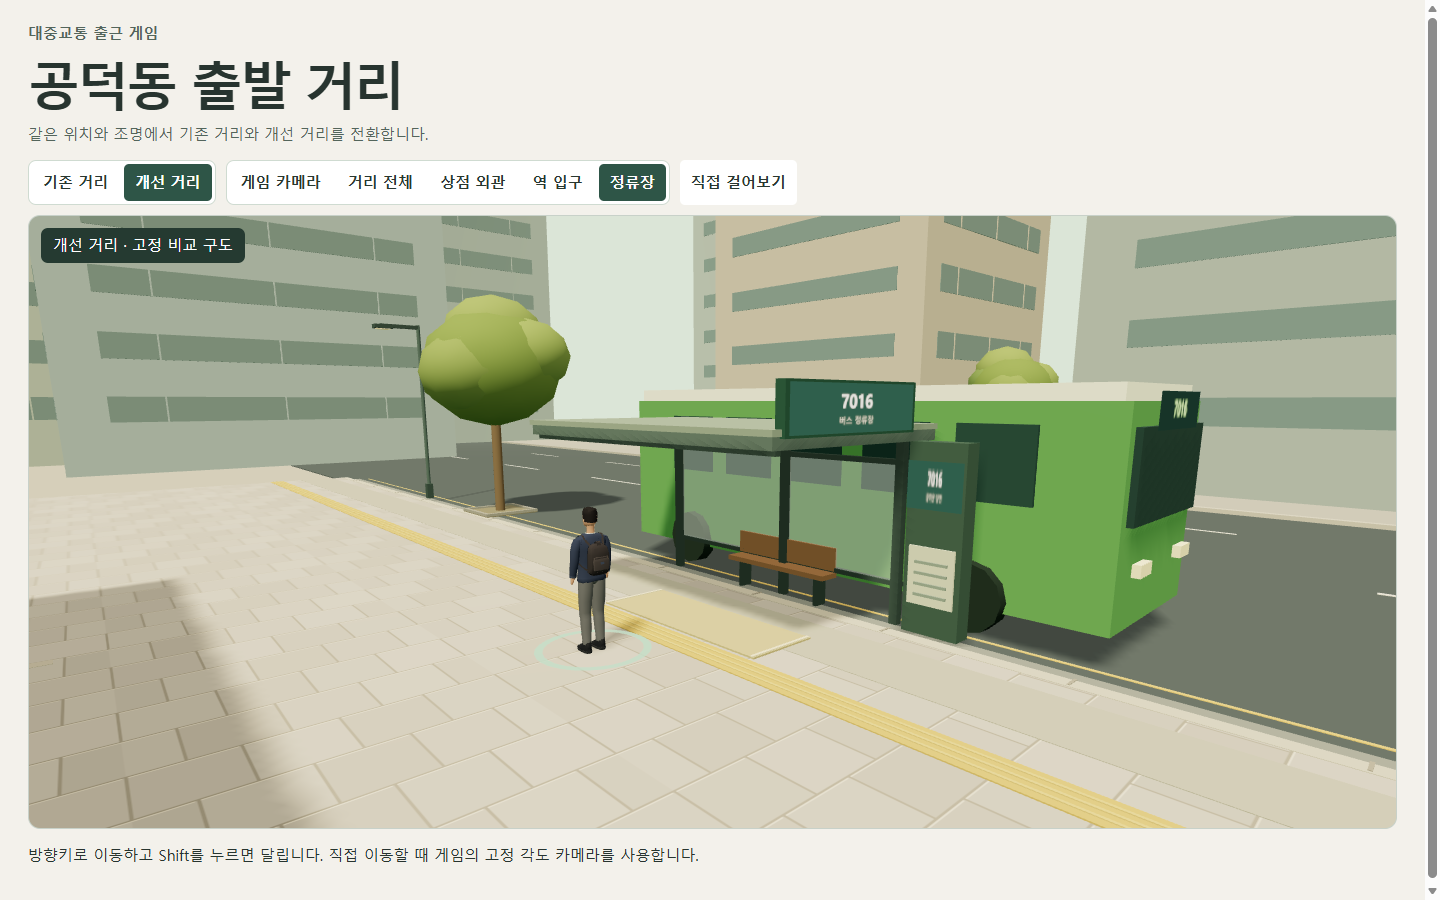 대중교통 출근 게임
공덕동 출발 거리
같은 위치와 조명에서 기존 거리와 개선 거리를 전환합니다.
기존 거리 개선 거리 게임 카메라 거리 전체 상점 외관 역 입구 정류장 직접 걸어보기
개선 거리 · 고정 비교 구도
7016
버스 정류장
7016
7016
방향키로 이동하고 Shift를 누르면 달립니다. 직접 이동할 때 게임의 고정 각도 카메라를 사용합니다.